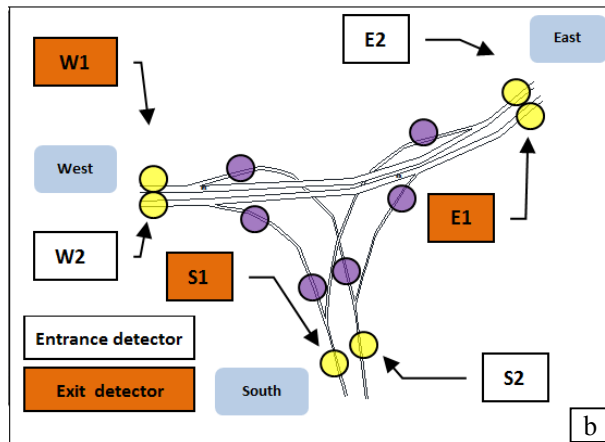 E2
East
W1
West
E1
W2
S1
Entrance detector
S2
Exit detector
South
b